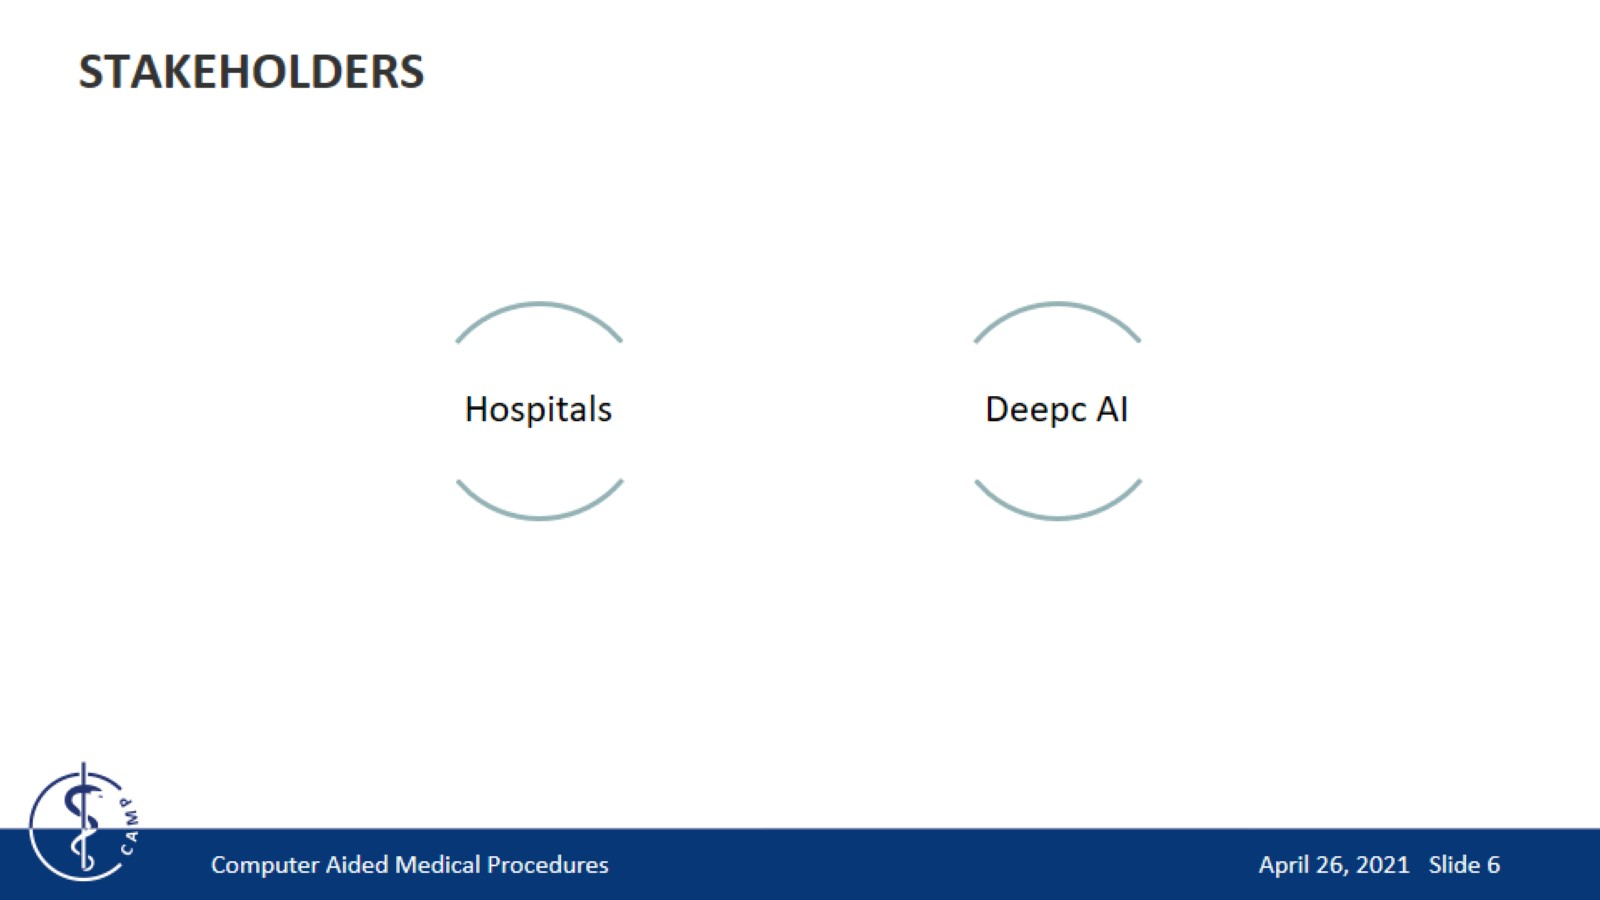 STAKEHOLDERS
Hospitals
Deepc AI
CAMP
Computer Aided Medical Procedures
April 26, 2021 Slide 6